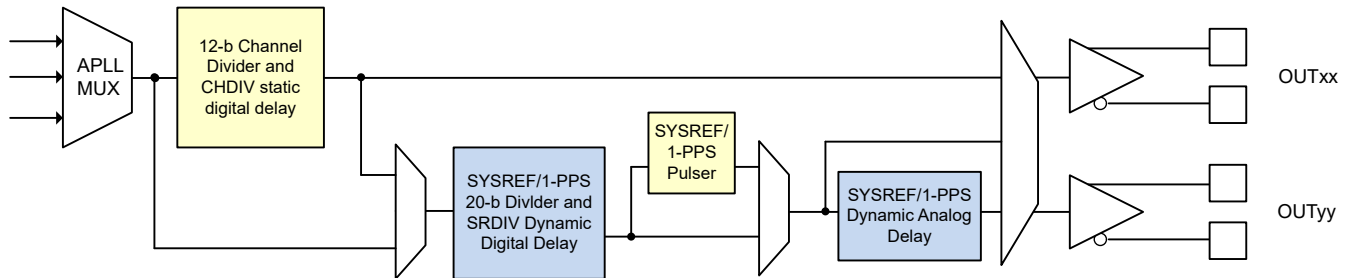 APLL
MUX
12-b Channel
Divider and
CHDIV static
digital delay
SYSREF/1-PPS
20-b DivIder and
SRDIV Dynamic
Digital Delay
SYSREF/
1-PPS
Pulser
SYSREF/1-PPS
Dynamic Analog
Delay
OUTxx
OUTyy